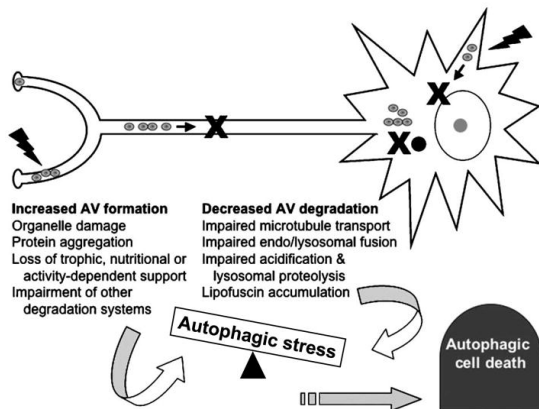 X
X
X
Increased AV formation
Organelle damage
Protein aggregation
Loss of trophic, nutritional or
activity-dependent support
Impairment of other
degradation systems
Decreased AV degradation
Impaired microtubule transport
Impaired endo/lysosomal fusion
Impaired acidification &
lysosomal proteolysis
Lipofuscin accumulation
Autophagic stress
Autophagic
cell death